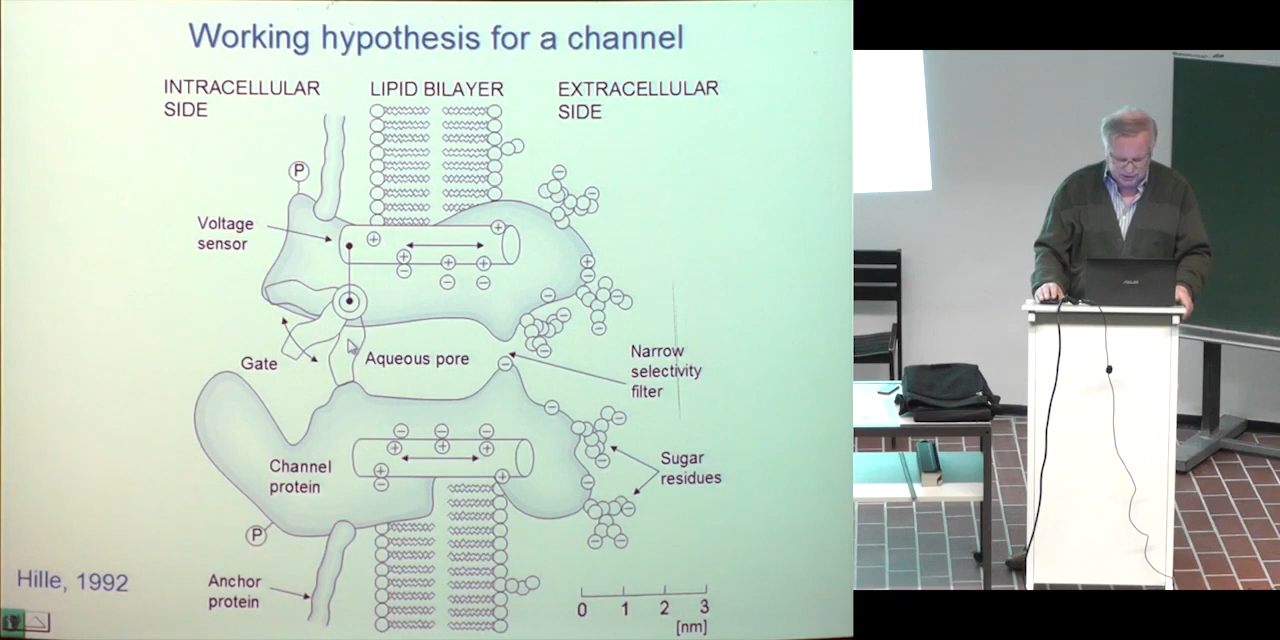 Working hypothesis for a channel
INTRACELLULAR
SIDE
LIPID BILAYER
EXTRACELLULAR
SIDE
P
Voltage
sensor
Gate
Aqueous pore
Narrow
selectivity
filter
Channel
protein
Sugar
residues
P
Anchor
protein
Hille, 1992
0 1 2 3
[nm]
ASUS